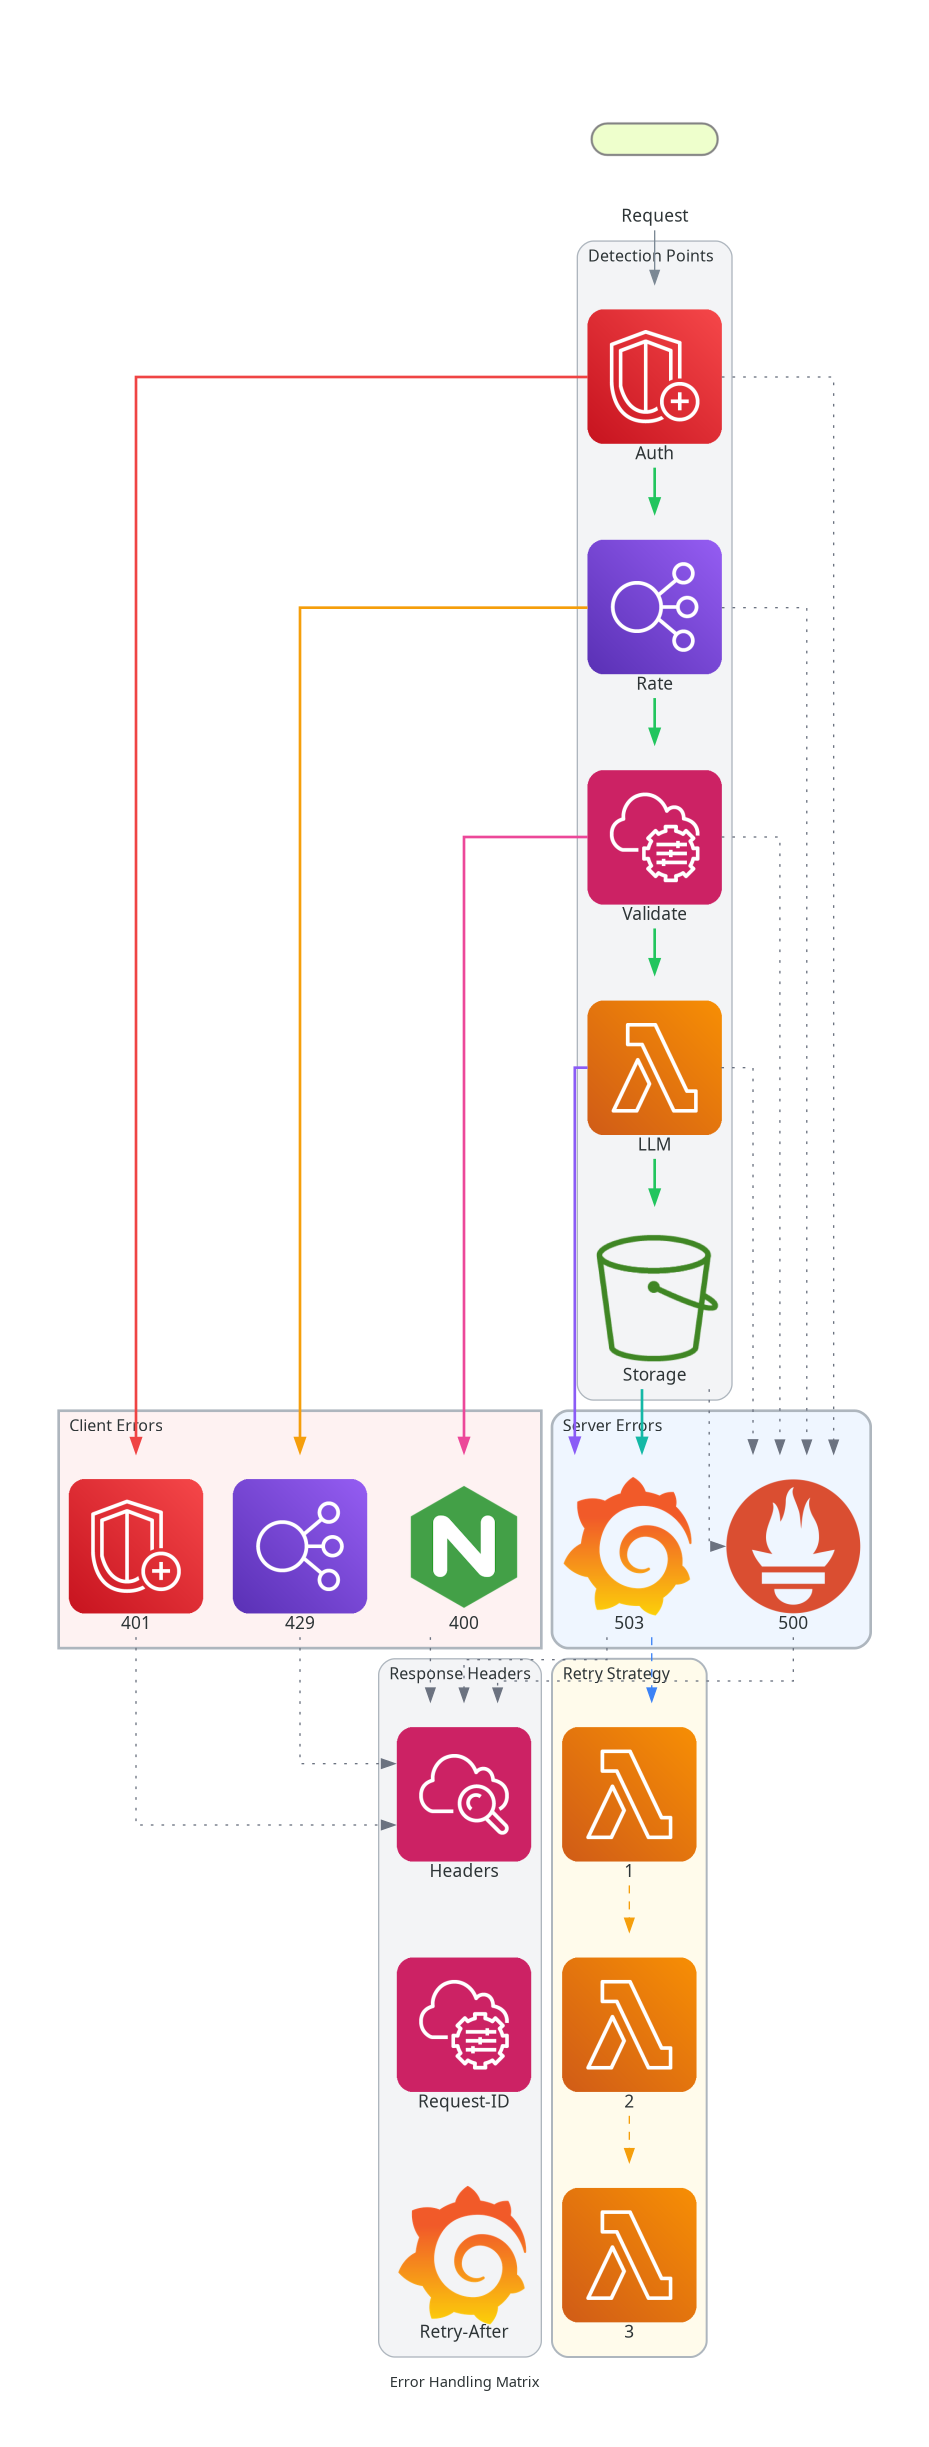 Request
Detection Points
Auth
Rate
Validate
LLM
Storage
Client Errors
Server Errors
401
429
400
503
500
Response Headers
Retry Strategy
Headers
1
Request-ID
2
Retry-After
3
Error Handling Matrix